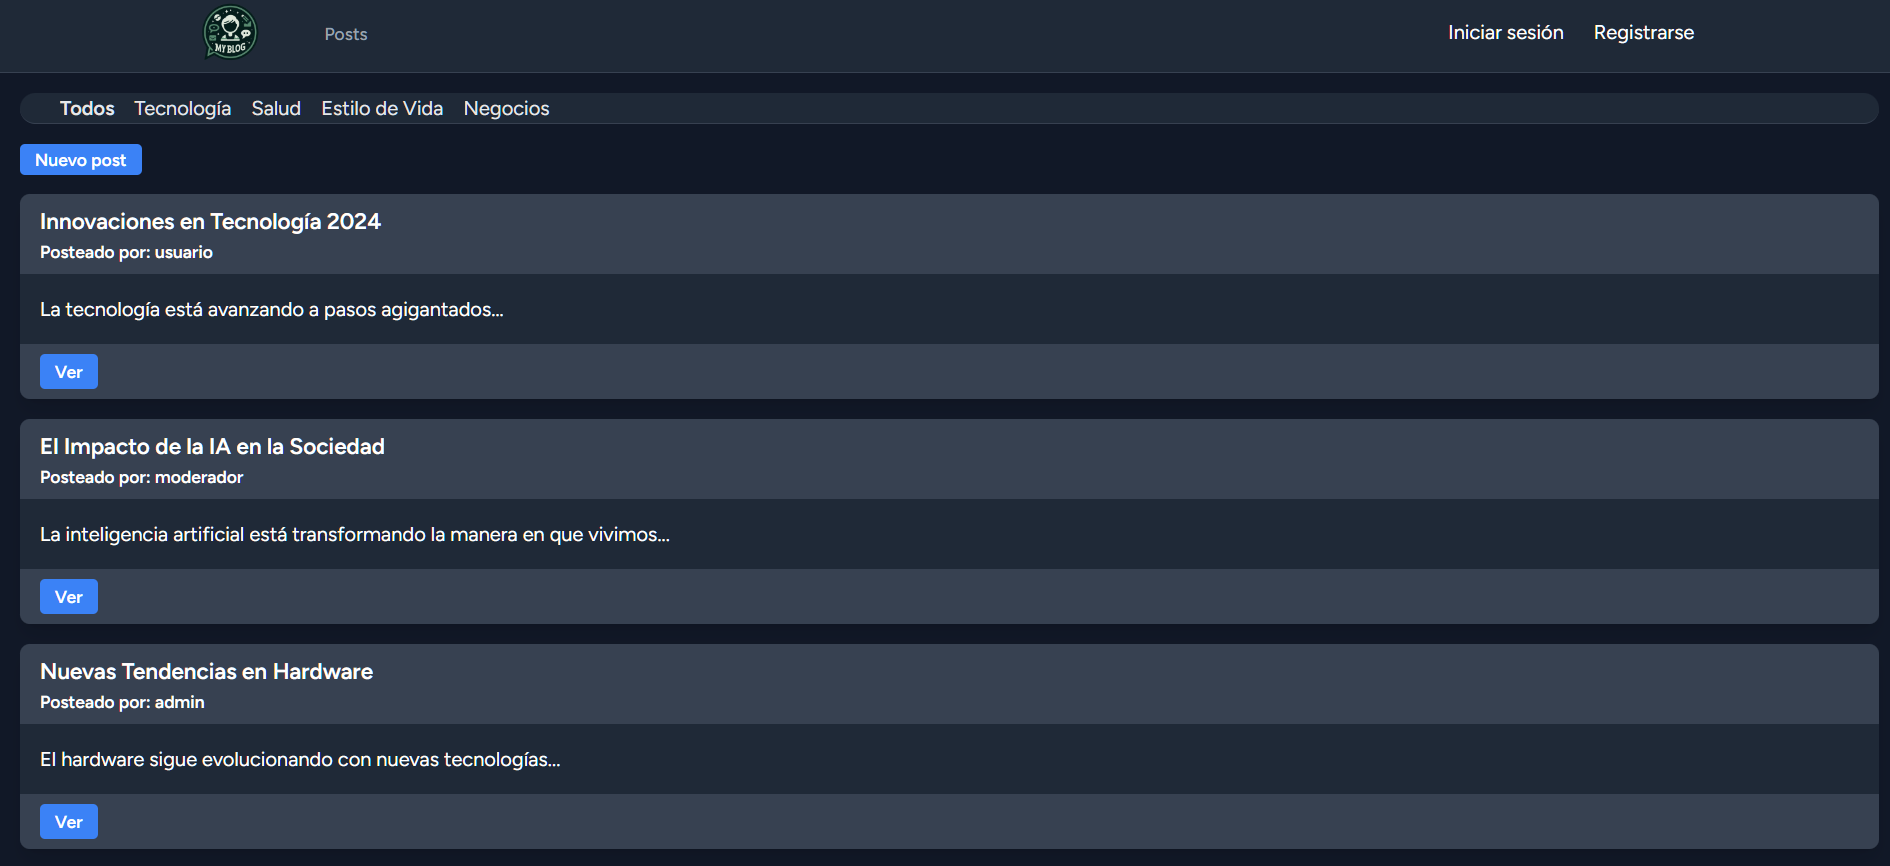 MY BLOG
Posts
Iniciar sesión
Registrarse
Todos Tecnología Salud Estilo de Vida Negocios
Nuevo post
Innovaciones en Tecnología 2024
Posteado por: usuario
La tecnología está avanzando a pasos agigantados...
Ver
El Impacto de la IA en la Sociedad
Posteado por: moderador
La inteligencia artificial está transformando la manera en que vivimos...
Ver
Nuevas Tendencias en Hardware
Posteado por: admin
El hardware sigue evolucionando con nuevas tecnologías...
Ver